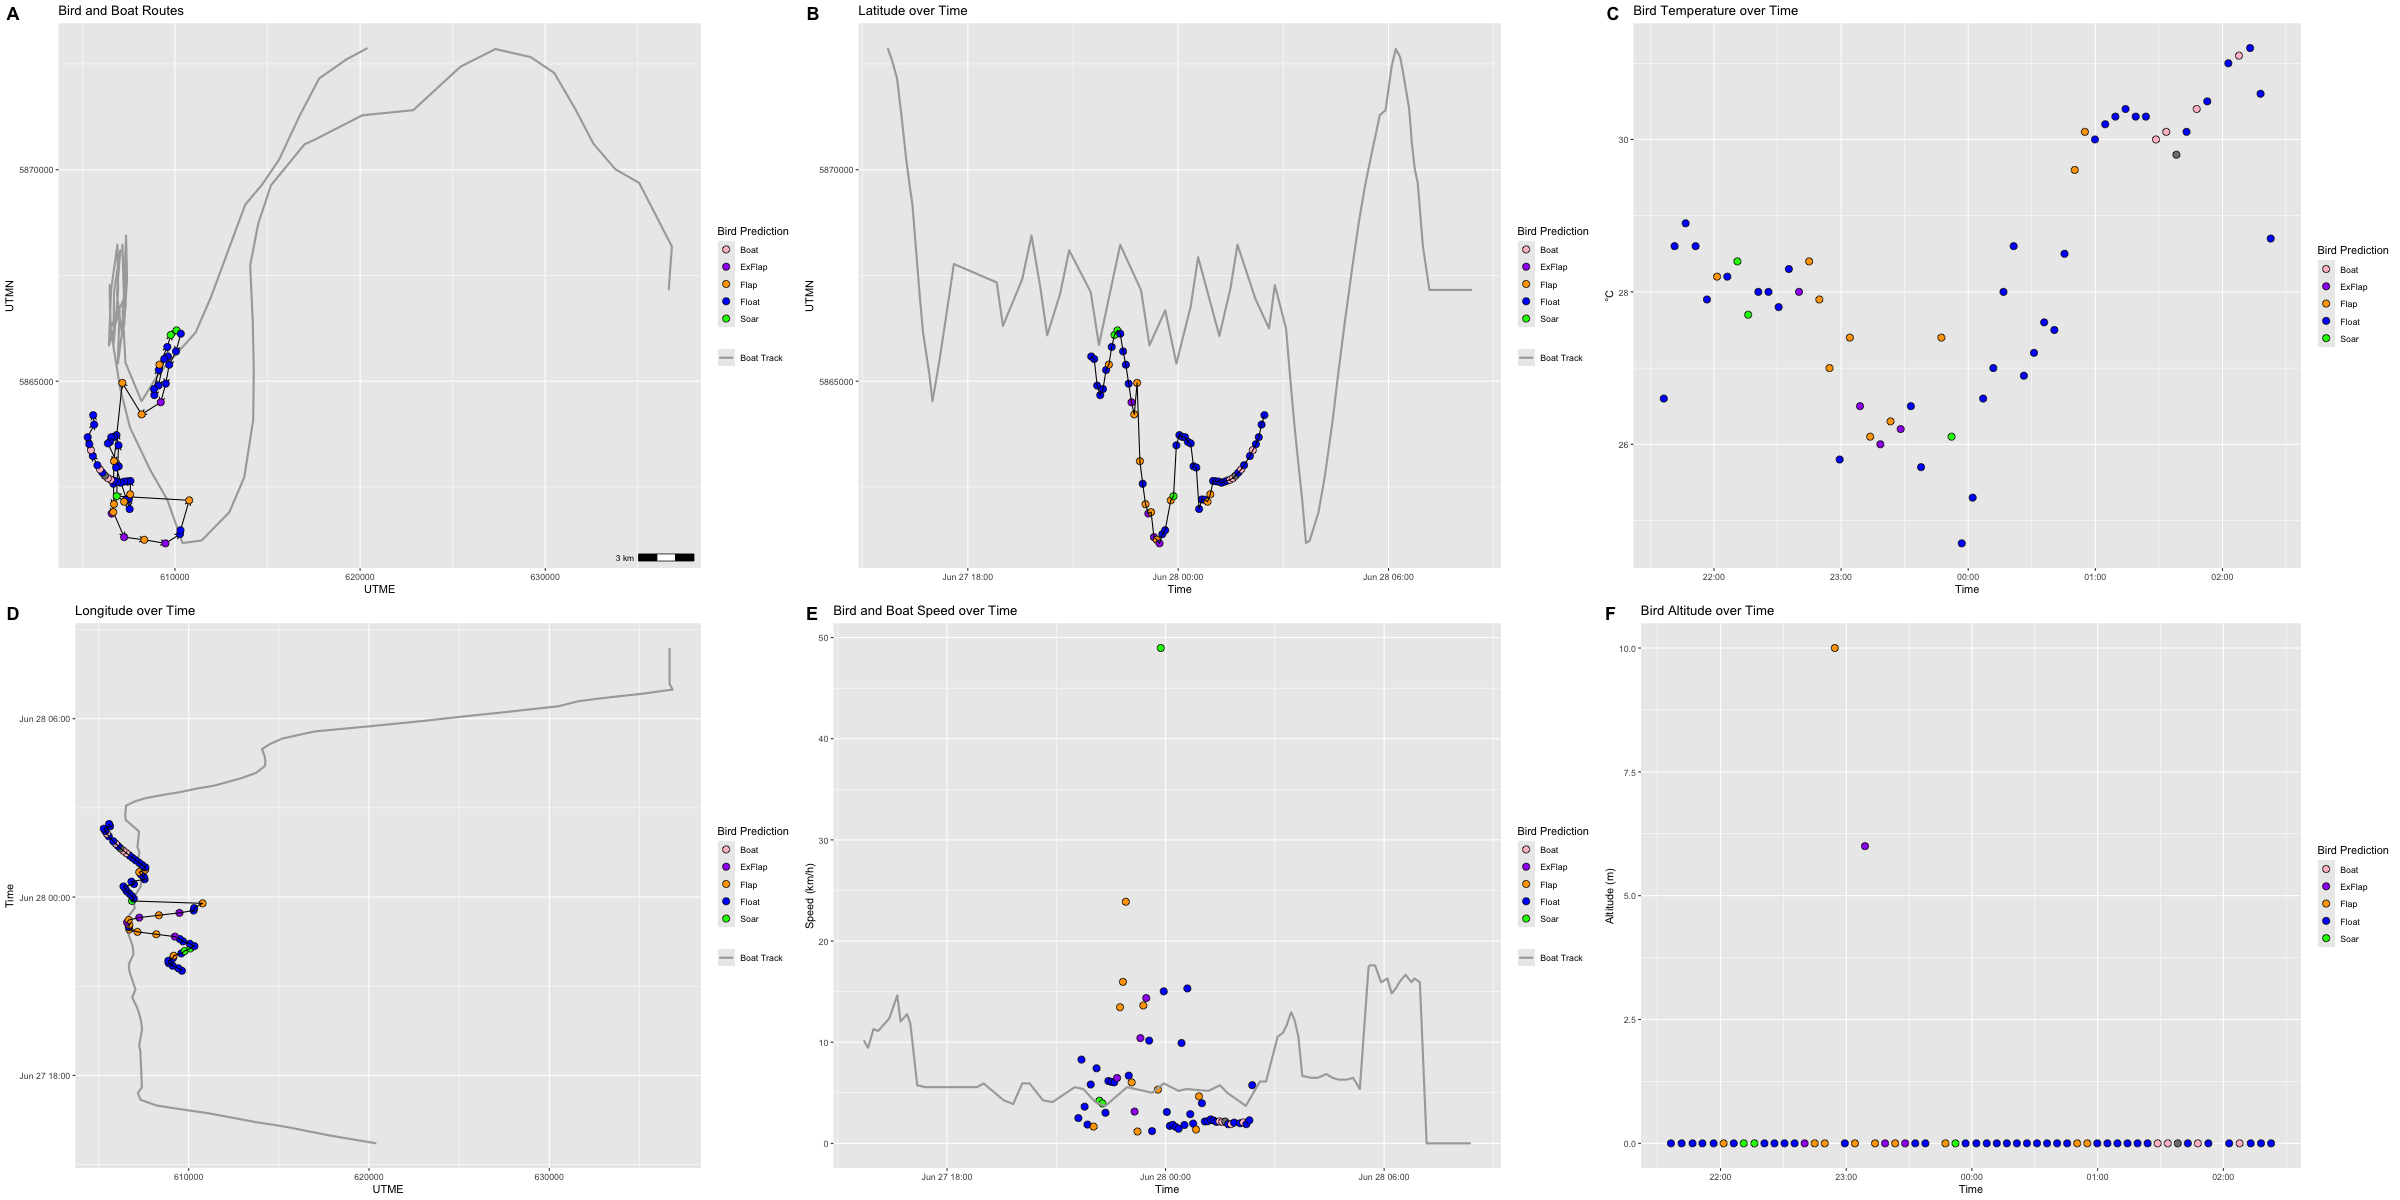 A
Bird and Boat Routes
5870000
5865000
UTMN
610000
620000
630000
UTME
3 km
Bird Prediction
Boat
ExFlap
Flap
Float
Soar
Boat Track
B
Latitude over Time
5870000
5865000
UTMN
Jun 27 18:00
Jun 28 00:00
Jun 28 06:00
Time
Bird Prediction
Boat
ExFlap
Flap
Float
Soar
Boat Track
C
Bird Temperature over Time
30
28
26
°C
22:00
23:00
00:00
01:00
02:00
Time
Bird Prediction
Boat
ExFlap
Flap
Float
Soar
D
Longitude over Time
Jun 28 06:00
Jun 28 00:00
Jun 27 18:00
Time
610000
620000
630000
UTME
Bird Prediction
Boat
ExFlap
Flap
Float
Soar
Boat Track
E
Bird and Boat Speed over Time
50
40
30
20
10
0
Speed (km/h)
Jun 27 18:00
Jun 28 00:00
Jun 28 06:00
Time
Bird Prediction
Boat
ExFlap
Flap
Float
Soar
Boat Track
F
Bird Altitude over Time
10.0
7.5
5.0
2.5
0.0
Altitude (m)
22:00
23:00
00:00
01:00
02:00
Time
Bird Prediction
Boat
ExFlap
Flap
Float
Soar